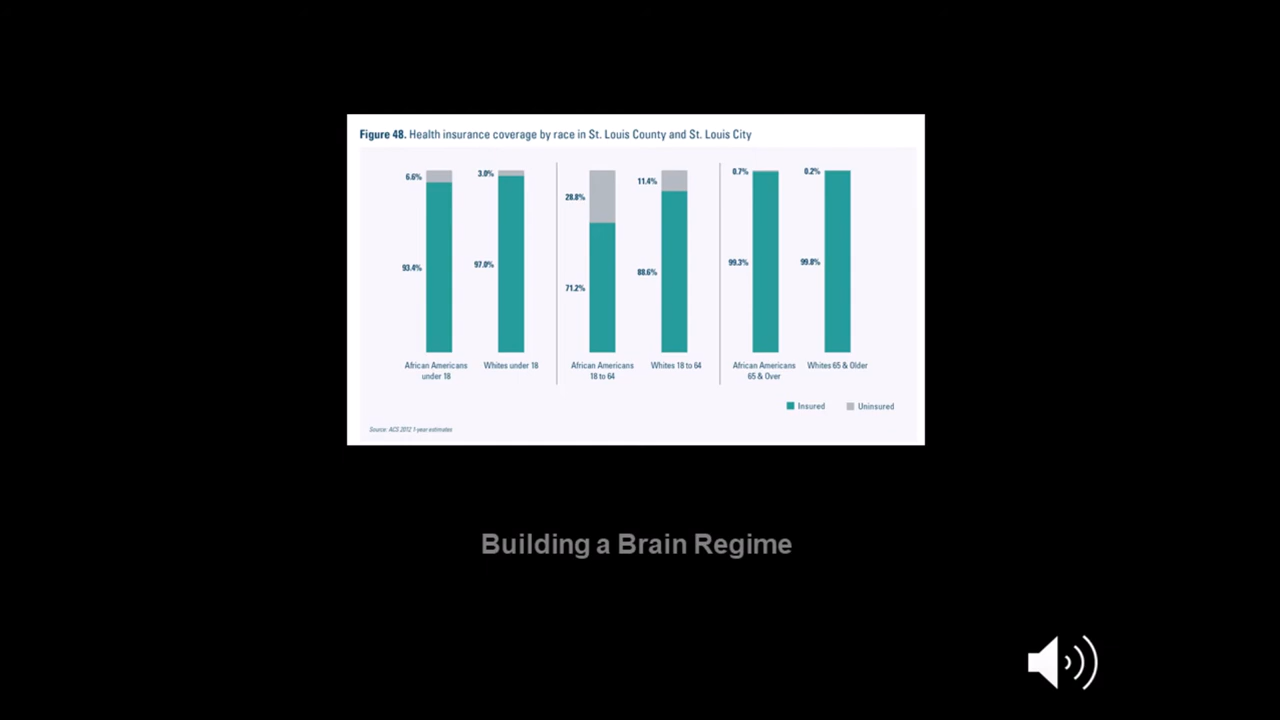 Figure 48. Health insurance coverage by race in St. Louis County and St. Louis City
6.6%
93.4%
African Americans
under 18
3.0%
97.0%
Whites under 18
28.8%
71.2%
African Americans
18 to 64
11.4%
88.6%
Whites 18 to 64
0.7%
99.3%
African Americans
65 & Over
0.2%
99.8%
Whites 65 & Older
Insured
Uninsured
Source: ACS 2012 1-year estimates
Building a Brain Regime